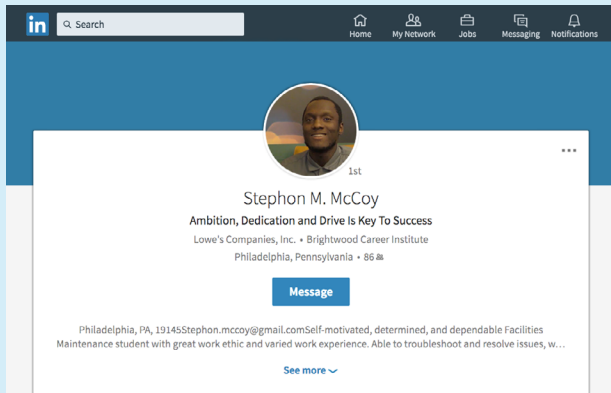 in Search
Home My Network Jobs Messaging Notifications
1st
Stephon M. McCoy
Ambition, Dedication and Drive Is Key To Success
Lowe's Companies, Inc. • Brightwood Career Institute
Philadelphia, Pennsylvania • 86
Message
Philadelphia, PA, 19145Stephon.mccoy@gmail.comSelf-motivated, determined, and dependable Facilities
Maintenance student with great work ethic and varied work experience. Able to troubleshoot and resolve issues, w...
See more